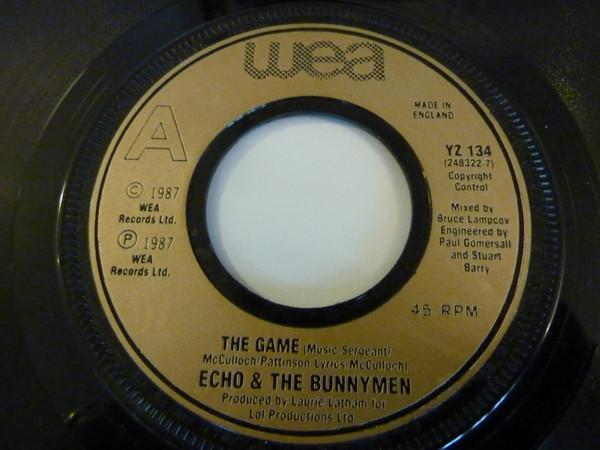 wea
A
MADE IN
ENGLAND
YZ 134
(248322-7)
Copyright
Control
© 1987
WEA
Records Ltd.
Ⓟ 1987
WEA
Records Ltd.
Mixed by
Bruce Lampcov
Engineered by
Paul Gomersall
and Stuart
Barry
45 RPM
THE GAME (Music-Sergeant/
McCulloch/Pattinson Lyrics-McCulloch)
ECHO & THE BUNNYMEN
Produced by Laurie Latham for
Lol Productions Ltd.